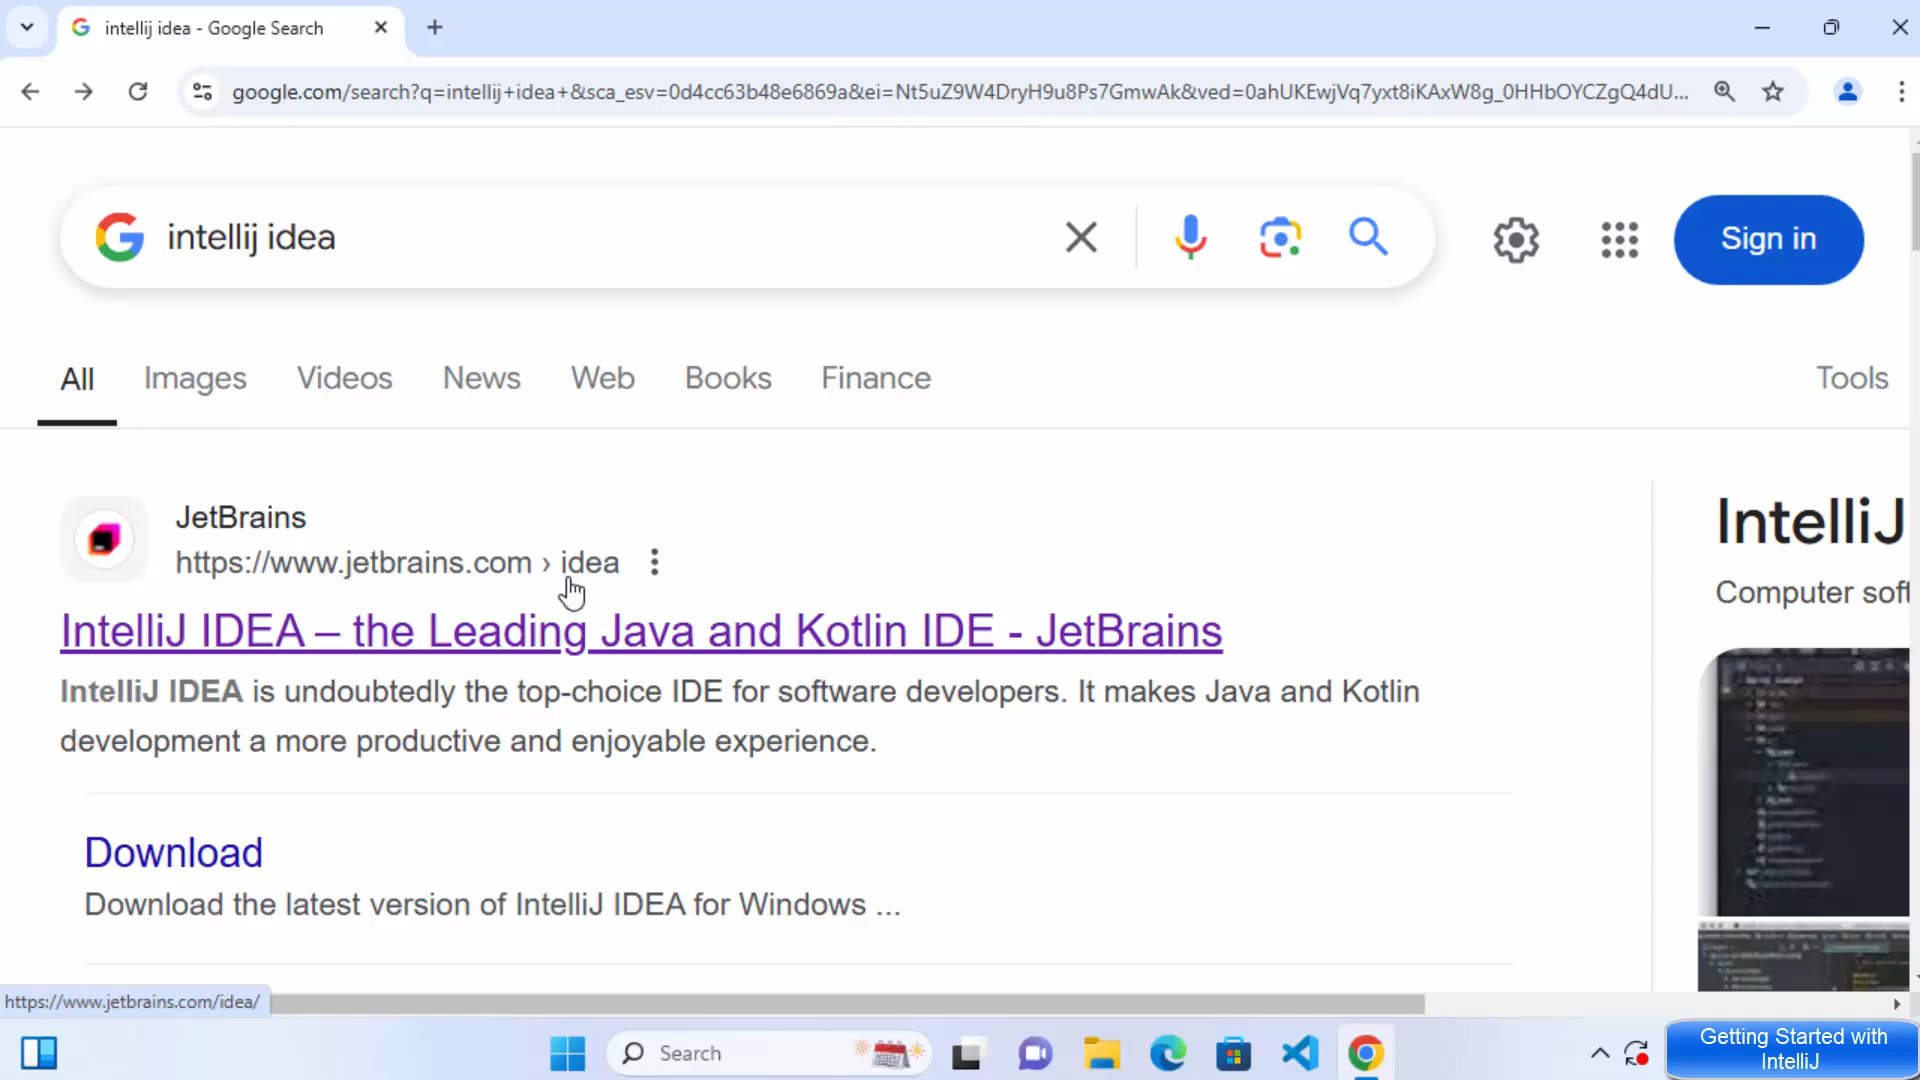 intellij idea - Google Search
google.com/search?q=intellij+idea+&sca_esv=0d4cc63b48e6869a&ei=Nt5uZ9W4DryH9u8Ps7GmwAk&ved=0ahUKEwjVq7yxt8iKAxW8g_0HHbOYCZgQ4dU...
intellij idea
Sign in
All Images Videos News Web Books Finance Tools
JetBrains
https://www.jetbrains.com › idea
IntelliJ IDEA – the Leading Java and Kotlin IDE - JetBrains
IntelliJ IDEA is undoubtedly the top-choice IDE for software developers. It makes Java and Kotlin
development a more productive and enjoyable experience.
Download
Download the latest version of IntelliJ IDEA for Windows ...
IntelliJ
Computer soft
https://www.jetbrains.com/idea/
Search
Getting Started with
IntelliJ